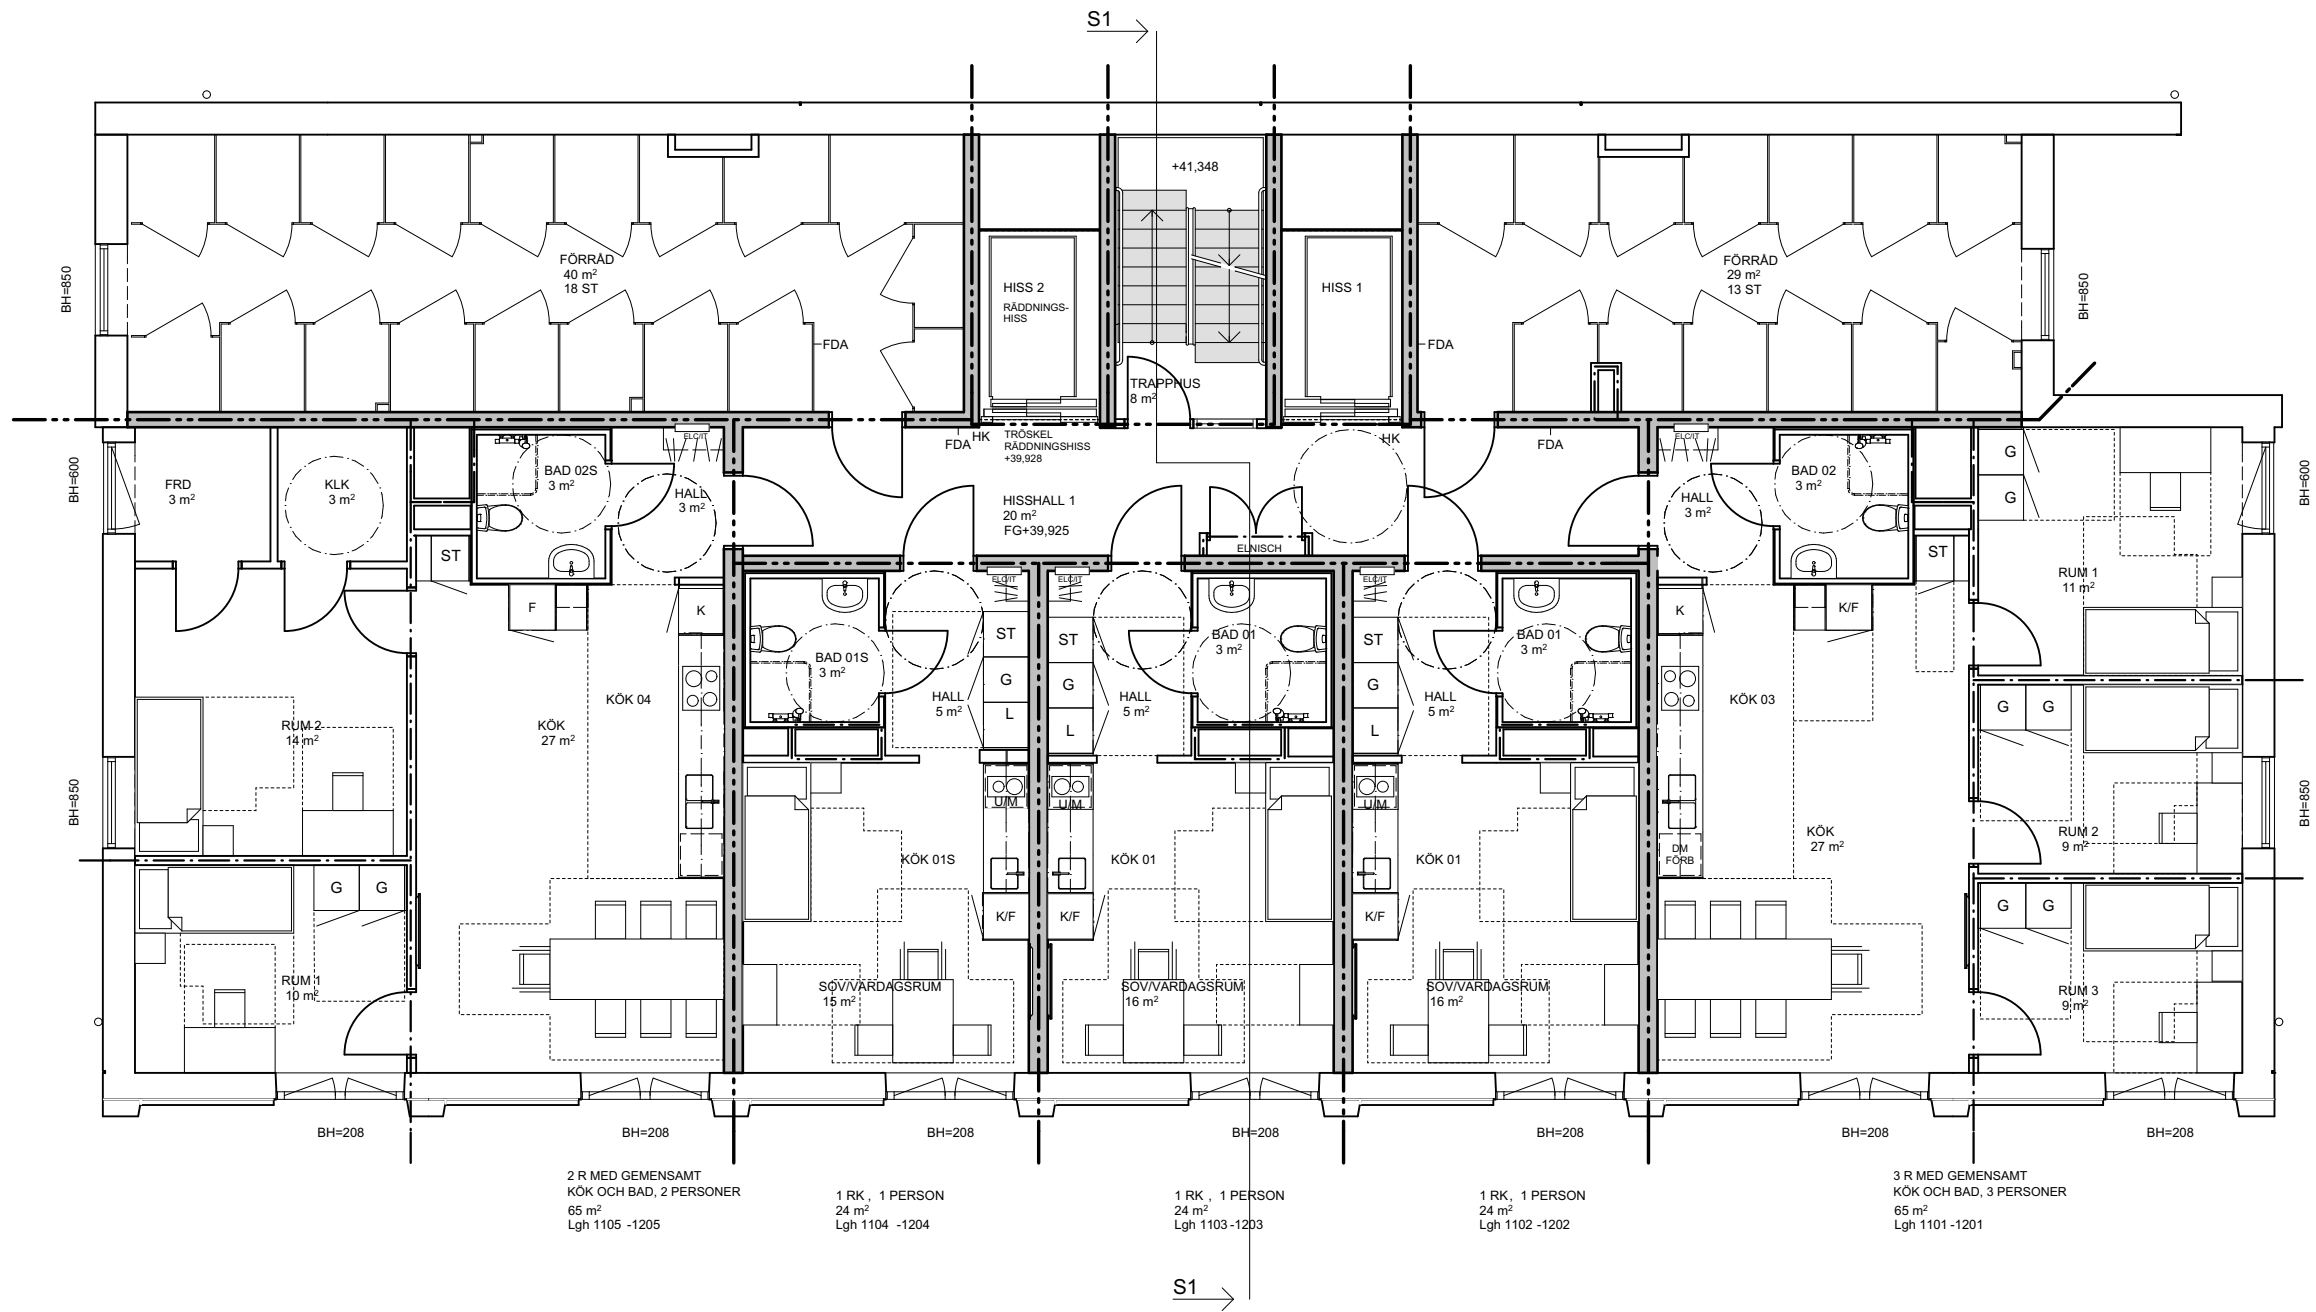 S1
+41,348
BH=850
FÖRRÅD
40 m²
18 ST
HISS 2
RÄDDNINGS-
HISS
HISS 1
FÖRRÅD
29 m²
13 ST
BH=850
FDA
FDA
TRAPPHUS
8 m²
FDA
HK
TRÖSKEL
RÄDDNINGSHISS
+39,928
HK
FDA
ELC/IT
ELC/IT
BH=600
FRD
3 m²
KLK
3 m²
BAD 02S
3 m²
HALL
3 m²
HISSHALL 1
20 m²
FG+39,925
ELNISCH
HALL
3 m²
BAD 02
3 m²
G
G
BH=600
ST
ST
RUM 1
11 m²
F
K
ELC/IT
ELC/IT
ELC/IT
K
K/F
BAD 01S
3 m²
ST
G
L
HALL
5 m²
ST
G
L
HALL
5 m²
BAD 01
3 m²
ST
G
L
HALL
5 m²
BAD 01
3 m²
KÖK 04
KÖK
27 m²
KÖK 03
RUM 2
14 m²
G
G
BH=850
U/M
U/M
U/M
KÖK
27 m²
DM
FÖRB
RUM 2
9 m²
BH=850
KÖK 01S
KÖK 01
KÖK 01
G
G
K/F
K/F
K/F
G
G
RUM 1
10 m²
SOV/VARDAGSRUM
15 m²
SOV/VARDAGSRUM
16 m²
SOV/VARDAGSRUM
16 m²
RUM 3
9 m²
BH=208
BH=208
BH=208
BH=208
BH=208
BH=208
BH=208
2 R MED GEMENSAMT
KÖK OCH BAD, 2 PERSONER
65 m²
Lgh 1105 -1205
1 RK , 1 PERSON
24 m²
Lgh 1104 -1204
1 RK , 1 PERSON
24 m²
Lgh 1103 -1203
1 RK , 1 PERSON
24 m²
Lgh 1102 -1202
3 R MED GEMENSAMT
KÖK OCH BAD, 3 PERSONER
65 m²
Lgh 1101 -1201
S1